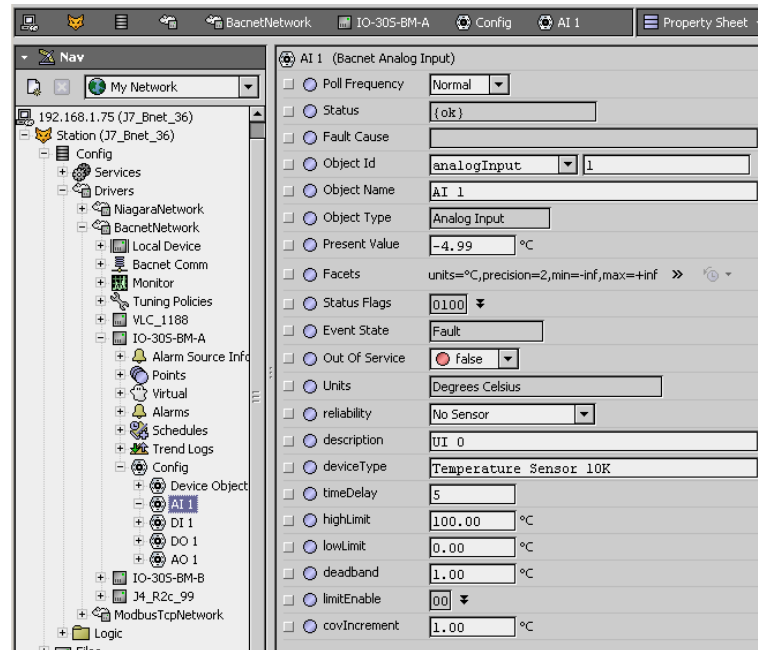 BacnetNetwork IO-30S-BM-A Config AI 1 Property Sheet
Nav
My Network
192.168.1.75 (J7_Bnet_36)
Station (J7_Bnet_36)
Config
Services
Drivers
NiagaraNetwork
BacnetNetwork
Local Device
Bacnet Comm
Monitor
Tuning Policies
VLC_1188
IO-30S-BM-A
Alarm Source Info
Points
Virtual
Alarms
Schedules
Trend Logs
Config
Device Object
AI 1
DI 1
DO 1
AO 1
IO-30S-BM-B
J4_R2c_99
ModbusTcpNetwork
Logic
AI 1 (Bacnet Analog Input)
Poll Frequency Normal
Status {ok}
Fault Cause
Object Id analogInput 1
Object Name AI 1
Object Type Analog Input
Present Value -4.99 °C
Facets units=°C,precision=2,min=-inf,max=+inf »
Status Flags 0100
Event State Fault
Out Of Service false
Units Degrees Celsius
reliability No Sensor
description UI 0
deviceType Temperature Sensor 10K
timeDelay 5
highLimit 100.00 °C
lowLimit 0.00 °C
deadband 1.00 °C
limitEnable 00
covIncrement 1.00 °C